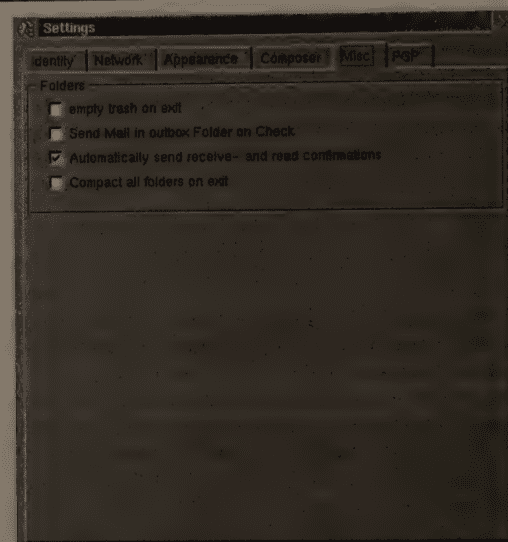 Settings
Identity Network Appearance Composer Misc PGP
Folders
empty trash on exit
Send Mail in outbox Folder on Check
Automatically send receive- and read confirmations
Compact all folders on exit